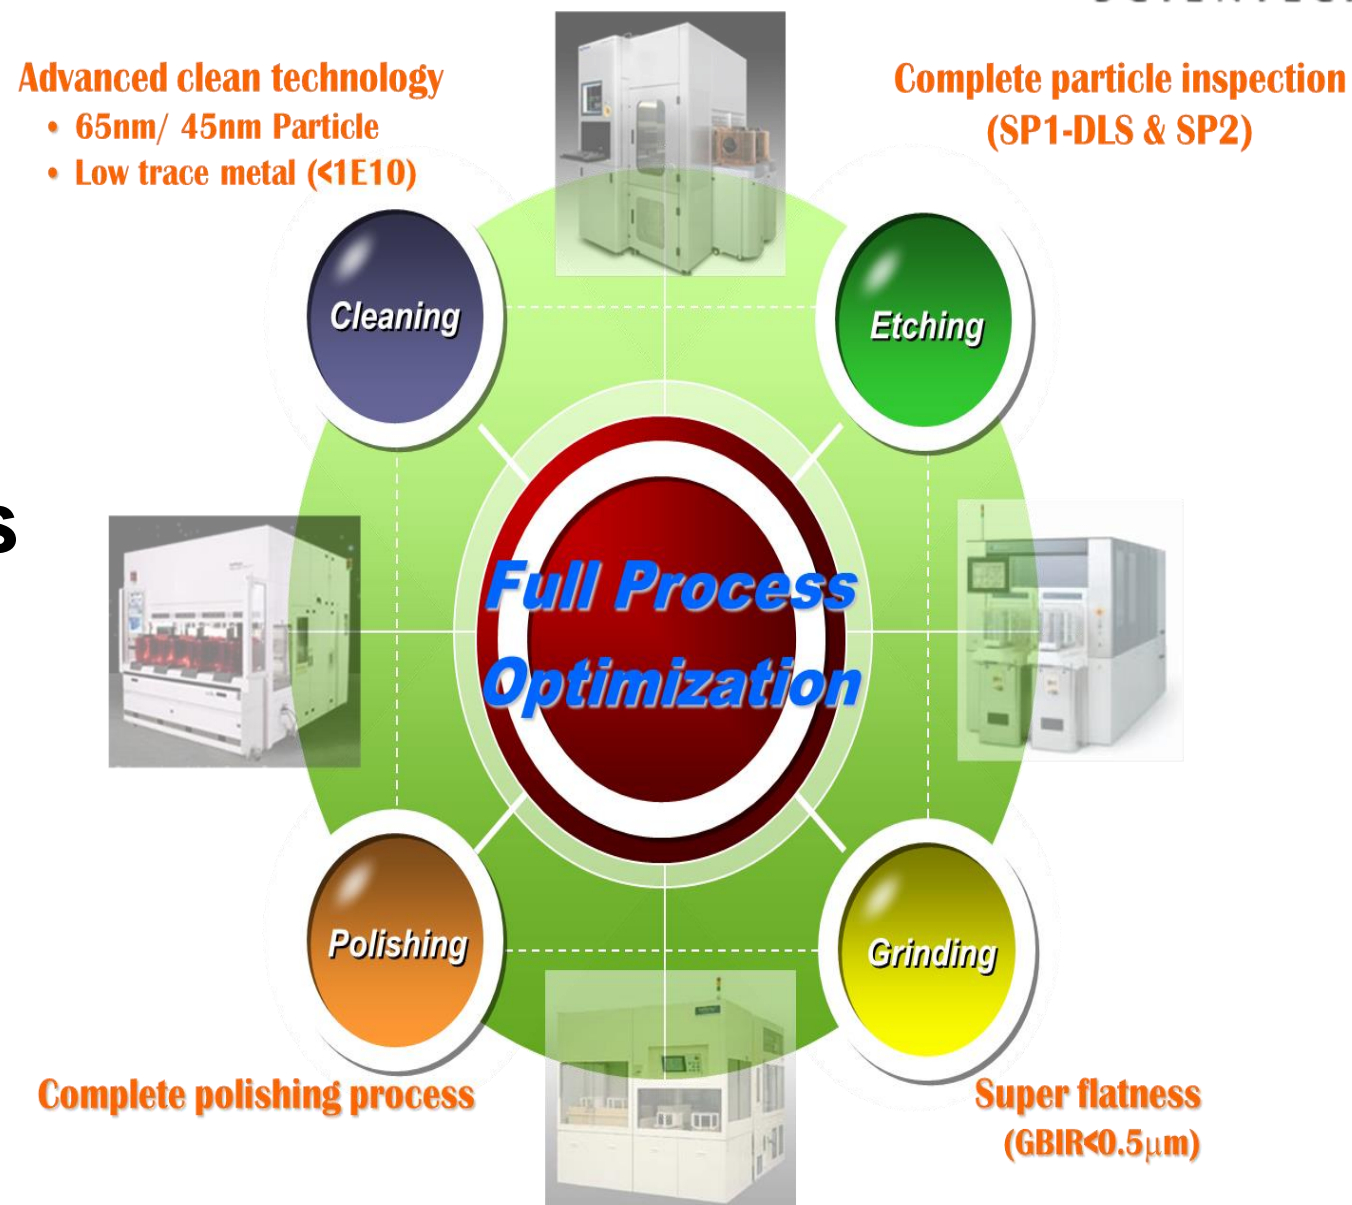 Advanced clean technology
• 65nm/ 45nm Particle
• Low trace metal (<1E10)
Complete particle inspection
(SP1-DLS & SP2)
Cleaning
Etching
s
Full Process
Optimization
Polishing
Grinding
Complete polishing process
Super flatness
(GBIR<0.5μm)